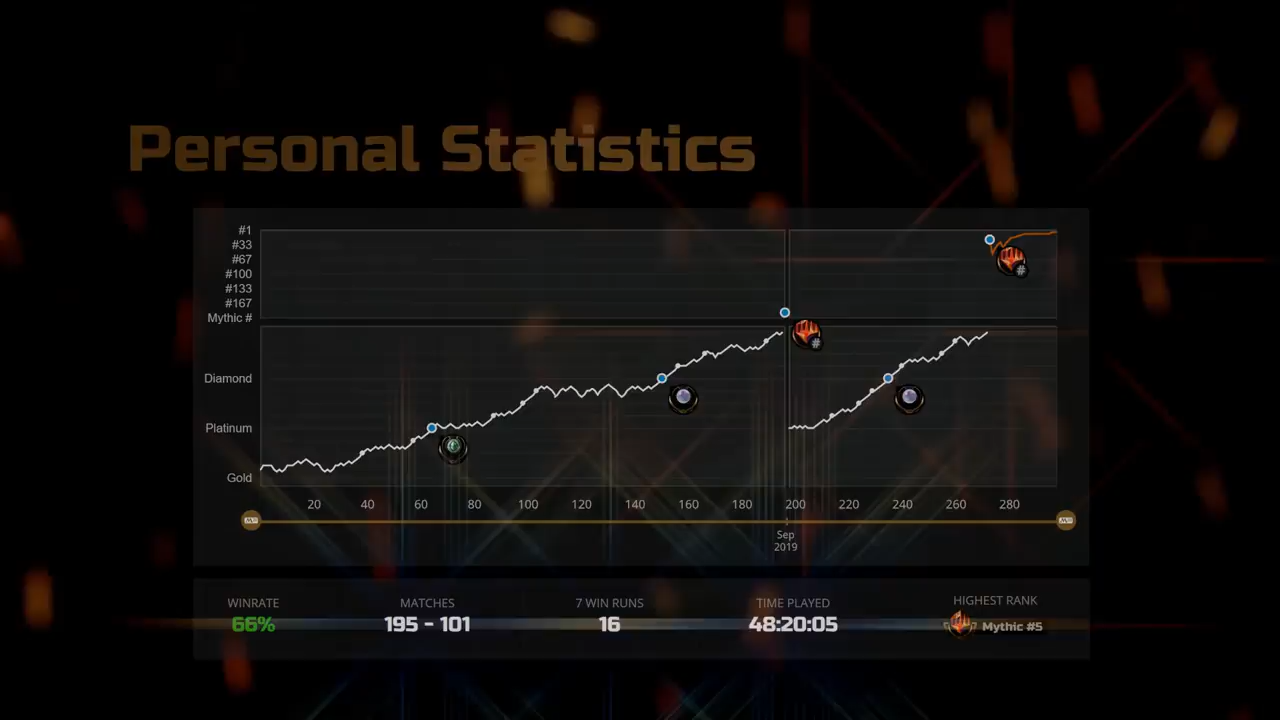 Personal Statistics
#1
#33
#67
#100
#133
#167
Mythic #
Diamond
Platinum
Gold
20 40 60 80 100 120 140 160 180 200 220 240 260 280
Sep
2019
WINRATE MATCHES 7 WIN RUNS TIME PLAYED HIGHEST RANK
66% 195 - 101 16 48:20:05 Mythic #5